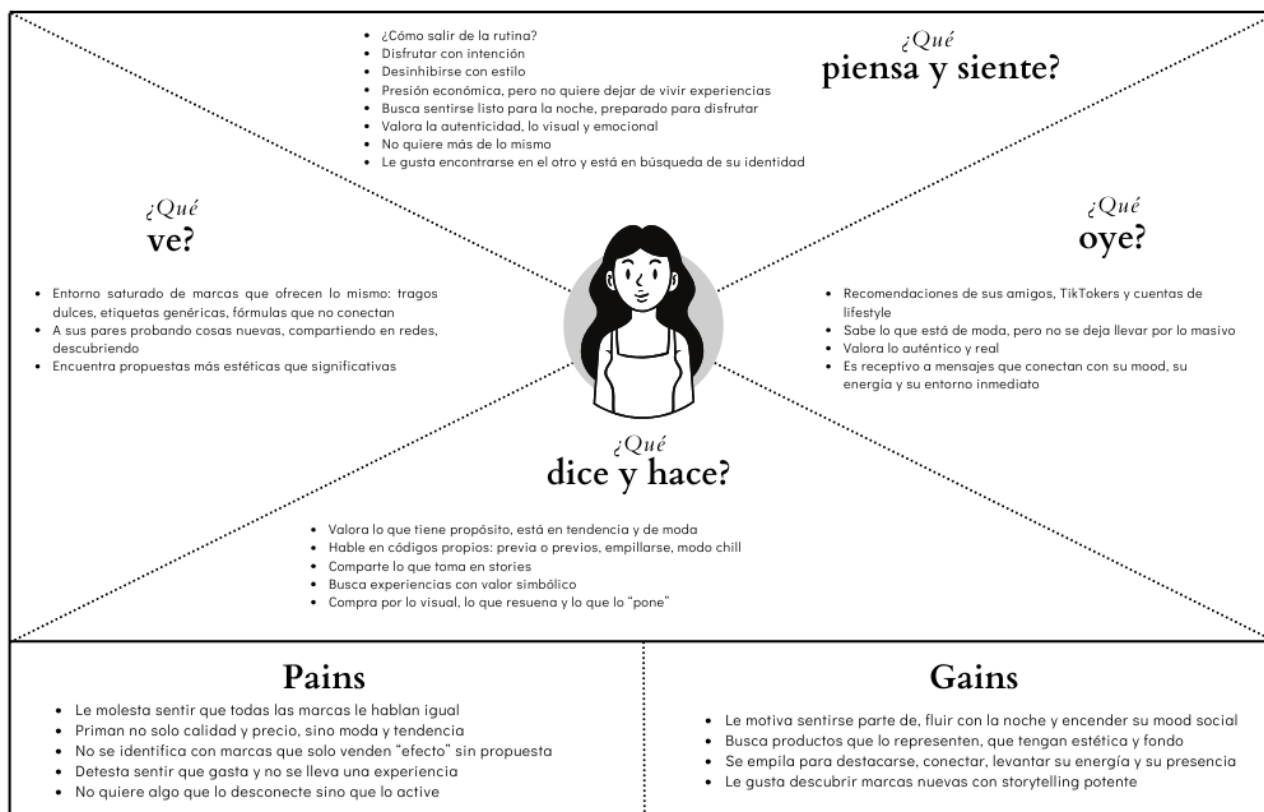 ¿Qué
piensa y siente?
• ¿Cómo salir de la rutina?
• Disfrutar con intención
• Desinhibirse con estilo
• Presión económica, pero no quiere dejar de vivir experiencias
• Busca sentirse listo para la noche, preparado para disfrutar
• Valora la autenticidad, lo visual y emocional
• No quiere más de lo mismo
• Le gusta encontrarse en el otro y está en búsqueda de su identidad
¿Qué
ve?
• Entorno saturado de marcas que ofrecen lo mismo: tragos
dulces, etiquetas genéricas, fórmulas que no conectan
• A sus pares probando cosas nuevas, compartiendo en redes,
descubriendo
• Encuentra propuestas más estéticas que significativas
¿Qué
oye?
• Recomendaciones de sus amigos, TikTokers y cuentas de
lifestyle
• Sabe lo que está de moda, pero no se deja llevar por lo masivo
• Valora lo auténtico y real
• Es receptivo a mensajes que conectan con su mood, su
energía y su entorno inmediato
¿Qué
dice y hace?
• Valora lo que tiene propósito, está en tendencia y de moda
• Hable en códigos propios: previa o previos, empillarse, modo chill
• Comparte lo que toma en stories
• Busca experiencias con valor simbólico
• Compra por lo visual, lo que resuena y lo que lo “pone”
Pains
• Le molesta sentir que todas las marcas le hablan igual
• Priman no solo calidad y precio, sino moda y tendencia
• No se identifica con marcas que solo venden “efecto” sin propuesta
• Detesta sentir que gasta y no se lleva una experiencia
• No quiere algo que lo desconecte sino que lo active
Gains
• Le motiva sentirse parte de, fluir con la noche y encender su mood social
• Busca productos que lo representen, que tengan estética y fondo
• Se empila para destacarse, conectar, levantar su energía y su presencia
• Le gusta descubrir marcas nuevas con storytelling potente